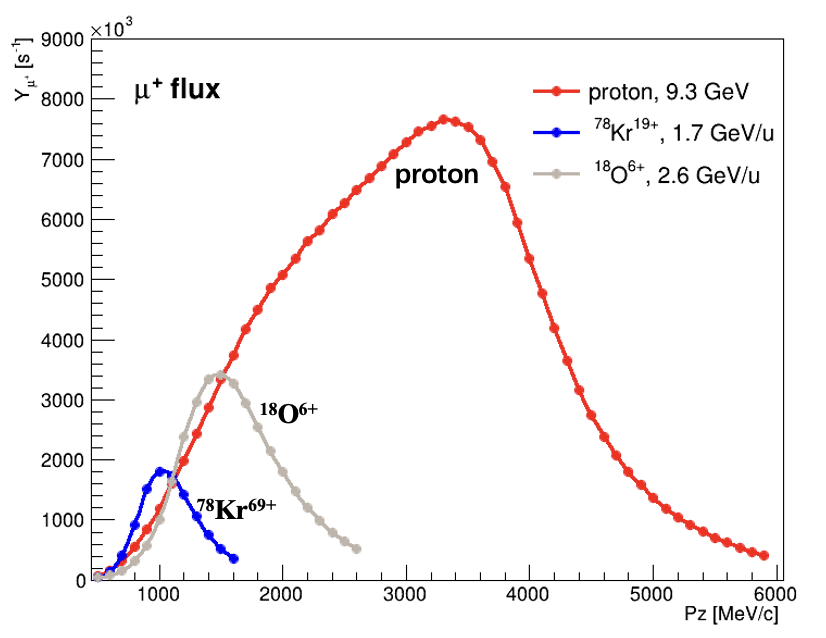 ×10³
9000
8000
7000
6000
5000
4000
3000
2000
1000
0
Y_μ⁺ [s⁻¹]
μ⁺ flux
proton, 9.3 GeV
⁷⁸Kr¹⁹⁺, 1.7 GeV/u
¹⁸O⁶⁺, 2.6 GeV/u
proton
¹⁸O⁶⁺
⁷⁸Kr⁶⁹⁺
1000 2000 3000 4000 5000 6000
Pz [MeV/c]